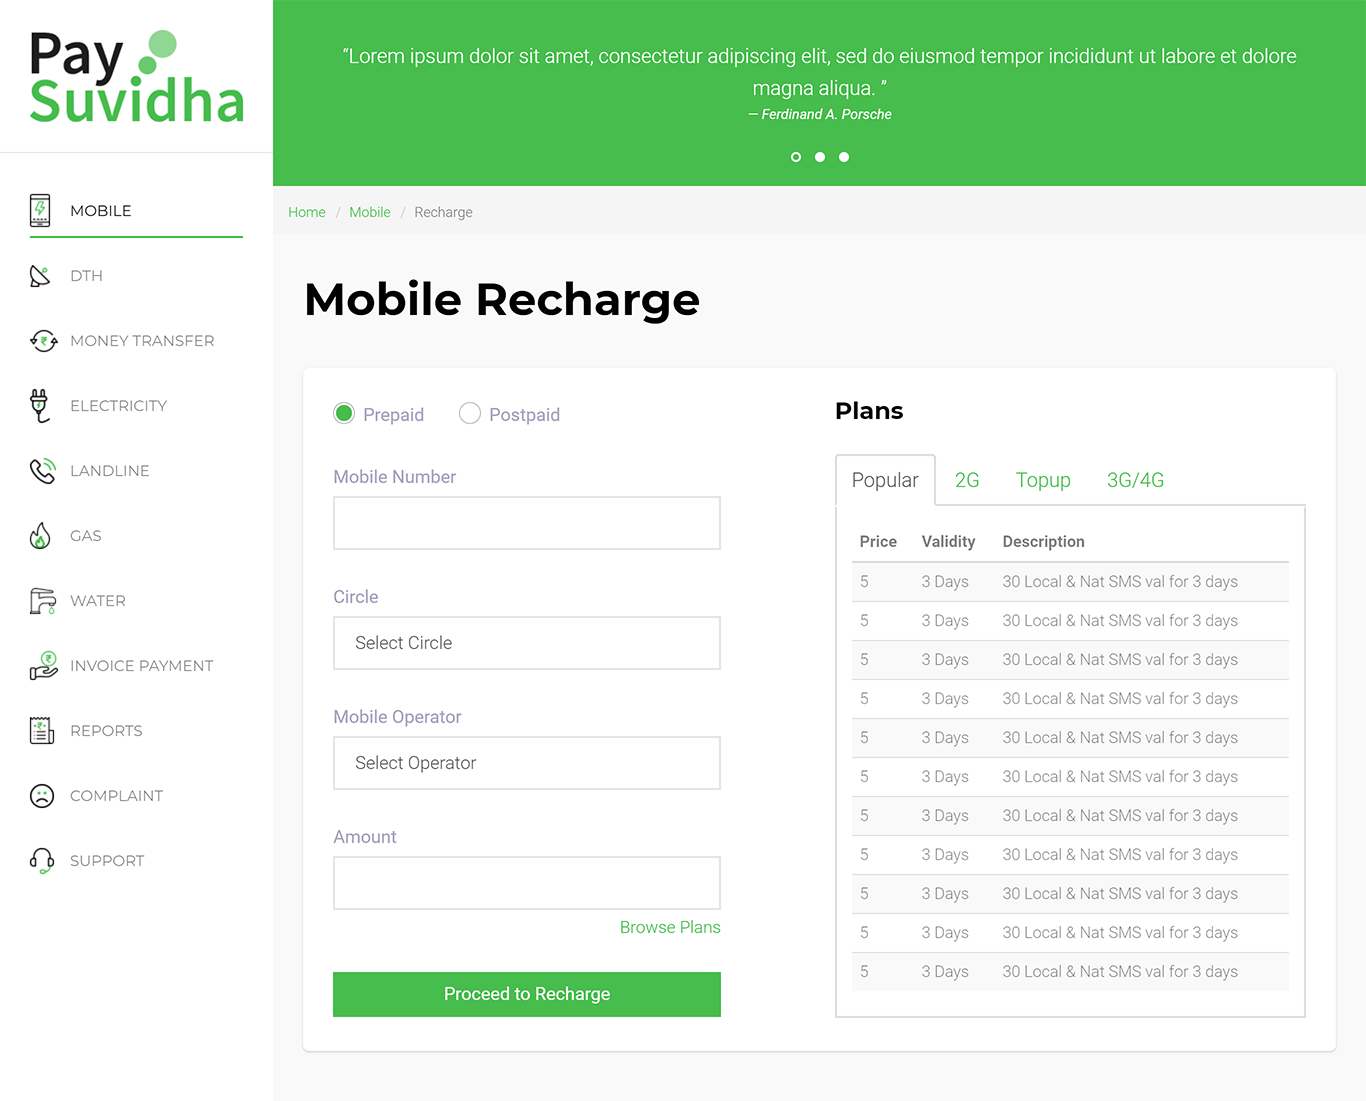 Pay
Suvidha
MOBILE
DTH
MONEY TRANSFER
ELECTRICITY
LANDLINE
GAS
WATER
INVOICE PAYMENT
REPORTS
COMPLAINT
SUPPORT
“Lorem ipsum dolor sit amet, consectetur adipiscing elit, sed do eiusmod tempor incididunt ut labore et dolore
magna aliqua. ”
— Ferdinand A. Porsche
Home / Mobile / Recharge
Mobile Recharge
Prepaid Postpaid
Mobile Number
Circle
Select Circle
Mobile Operator
Select Operator
Amount
Browse Plans
Proceed to Recharge
Plans
Popular 2G Topup 3G/4G
Price Validity Description
5 3 Days 30 Local & Nat SMS val for 3 days
5 3 Days 30 Local & Nat SMS val for 3 days
5 3 Days 30 Local & Nat SMS val for 3 days
5 3 Days 30 Local & Nat SMS val for 3 days
5 3 Days 30 Local & Nat SMS val for 3 days
5 3 Days 30 Local & Nat SMS val for 3 days
5 3 Days 30 Local & Nat SMS val for 3 days
5 3 Days 30 Local & Nat SMS val for 3 days
5 3 Days 30 Local & Nat SMS val for 3 days
5 3 Days 30 Local & Nat SMS val for 3 days
5 3 Days 30 Local & Nat SMS val for 3 days